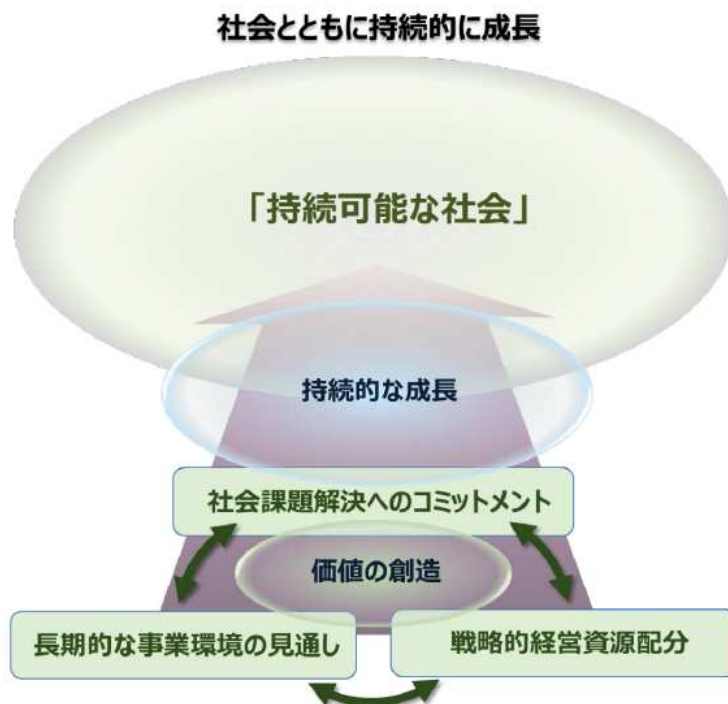 社会とともに持続的に成長
「持続可能な社会」
持続的な成長
社会課題解決へのコミットメント
価値の創造
長期的な事業環境の見通し
戦略的経営資源配分